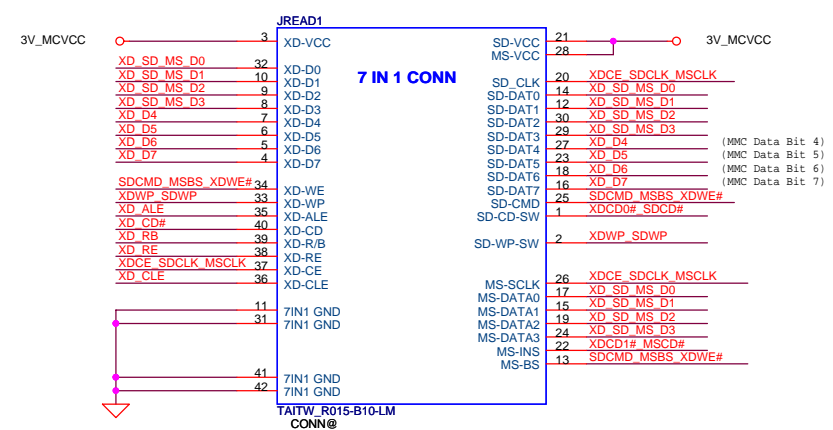 JREAD1
3V_MCVCC 3 XD-VCC SD-VCC 21 3V_MCVCC
MS-VCC 28
7 IN 1 CONN
XD_SD_MS_D0 32 XD-D0
XD_SD_MS_D1 10 XD-D1
XD_SD_MS_D2 9 XD-D2
XD_SD_MS_D3 8 XD-D3
XD_D4 7 XD-D4
XD_D5 6 XD-D5
XD_D6 5 XD-D6
XD_D7 4 XD-D7
SDCMD_MSBS_XDWE# 34 XD-WE
XDWP_SDWP 33 XD-WP
XD_ALE 35 XD-ALE
XD_CD# 40 XD-CD
XD_RB 39 XD-R/B
XD_RE 38 XD-RE
XDCE_SDCLK_MSCLK 37 XD-CE
XD_CLE 36 XD-CLE
11 7IN1 GND
31 7IN1 GND
41 7IN1 GND
42 7IN1 GND
SD_CLK 20 XDCE_SDCLK_MSCLK
SD-DAT0 14 XD_SD_MS_D0
SD-DAT1 12 XD_SD_MS_D1
SD-DAT2 30 XD_SD_MS_D2
SD-DAT3 29 XD_SD_MS_D3
SD-DAT4 27 XD_D4 (MMC Data Bit 4)
SD-DAT5 23 XD_D5 (MMC Data Bit 5)
SD-DAT6 18 XD_D6 (MMC Data Bit 6)
SD-DAT7 16 XD_D7 (MMC Data Bit 7)
SD-CMD 25 SDCMD_MSBS_XDWE#
SD-CD-SW 1 XDCD0#_SDCD#
SD-WP-SW 2 XDWP_SDWP
MS-SCLK 26 XDCE_SDCLK_MSCLK
MS-DATA0 17 XD_SD_MS_D0
MS-DATA1 15 XD_SD_MS_D1
MS-DATA2 19 XD_SD_MS_D2
MS-DATA3 24 XD_SD_MS_D3
MS-INS 22 XDCD1#_MSCD#
MS-BS 13 SDCMD_MSBS_XDWE#
TAITW_R015-B10-LM
CONN@